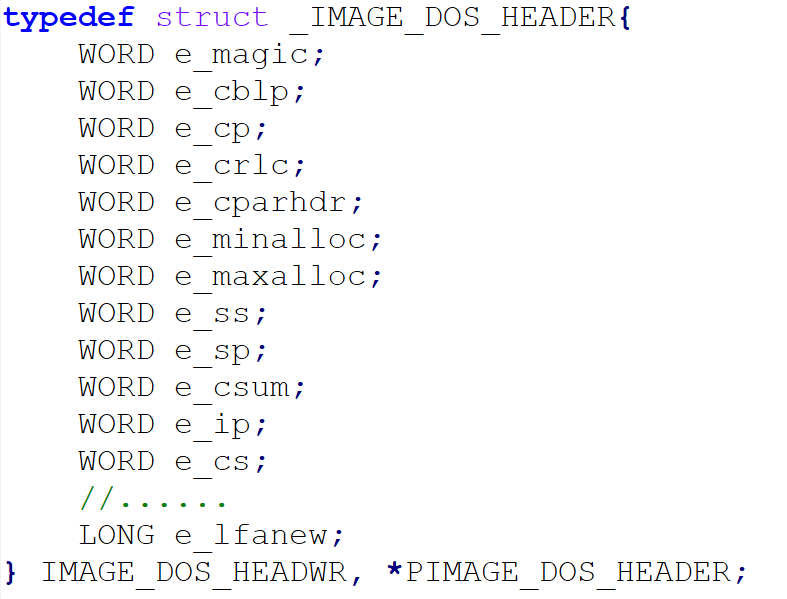 typedef struct _IMAGE_DOS_HEADER{
WORD e_magic;
WORD e_cblp;
WORD e_cp;
WORD e_crlc;
WORD e_cparhdr;
WORD e_minalloc;
WORD e_maxalloc;
WORD e_ss;
WORD e_sp;
WORD e_csum;
WORD e_ip;
WORD e_cs;
//......
LONG e_lfanew;
} IMAGE_DOS_HEADWR, *PIMAGE_DOS_HEADER;